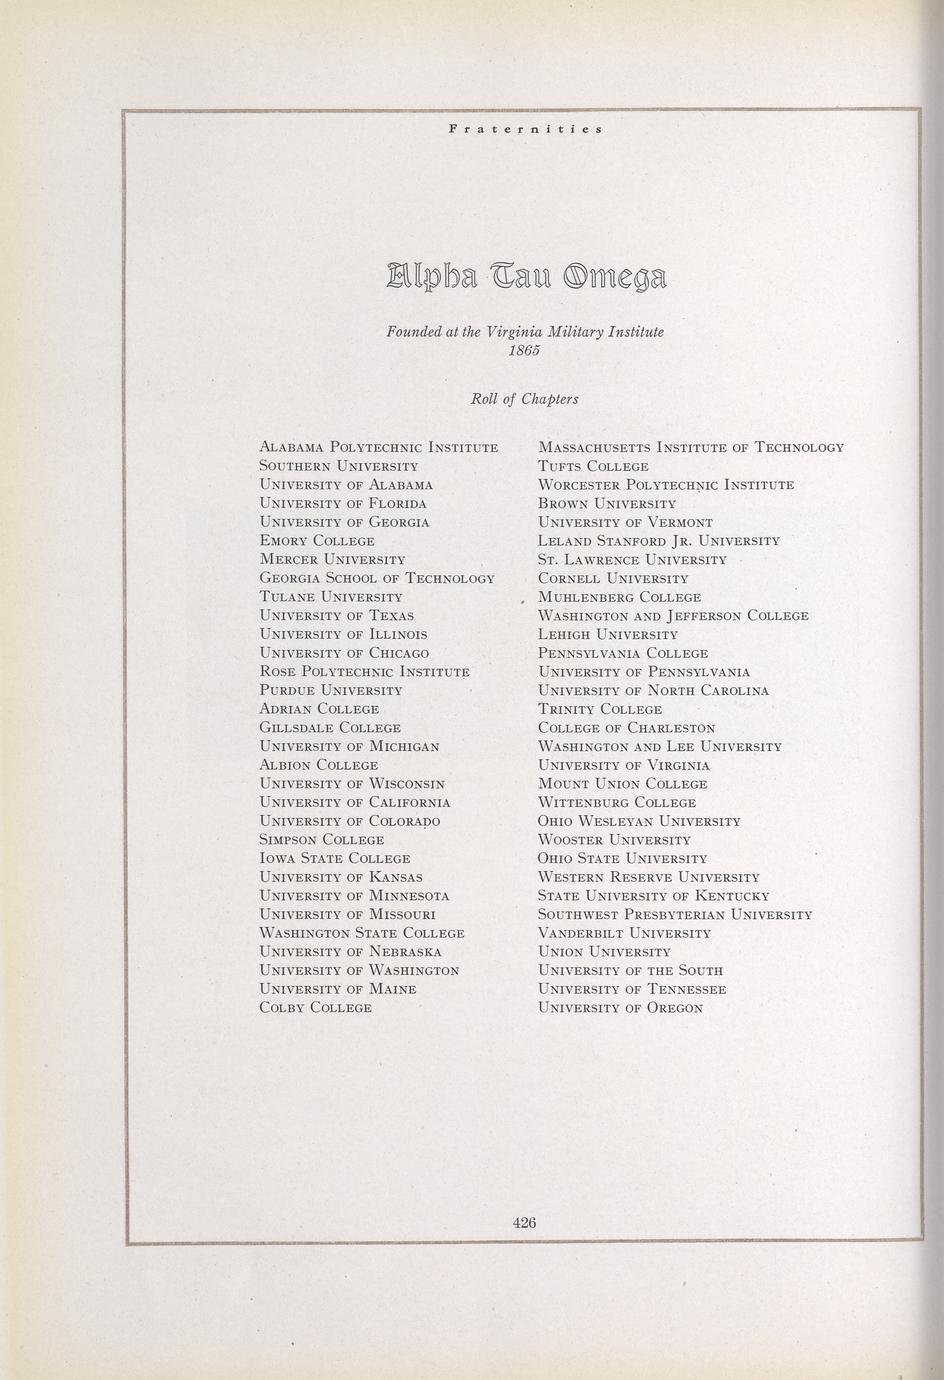 Fraternities
Alpha Tau Omega
Founded at the Virginia Military Institute
1865
Roll of Chapters
Alabama Polytechnic Institute
Southern University
University of Alabama
University of Florida
University of Georgia
Emory College
Mercer University
Georgia School of Technology
Tulane University
University of Texas
University of Illinois
University of Chicago
Rose Polytechnic Institute
Purdue University
Adrian College
Gillsdale College
University of Michigan
Albion College
University of Wisconsin
University of California
University of Colorado
Simpson College
Iowa State College
University of Kansas
University of Minnesota
University of Missouri
Washington State College
University of Nebraska
University of Washington
University of Maine
Colby College
Massachusetts Institute of Technology
Tufts College
Worcester Polytechnic Institute
Brown University
University of Vermont
Leland Stanford Jr. University
St. Lawrence University
Cornell University
Muhlenberg College
Washington and Jefferson College
Lehigh University
Pennsylvania College
University of Pennsylvania
University of North Carolina
Trinity College
College of Charleston
Washington and Lee University
University of Virginia
Mount Union College
Wittenburg College
Ohio Wesleyan University
Wooster University
Ohio State University
Western Reserve University
State University of Kentucky
Southwest Presbyterian University
Vanderbilt University
Union University
University of the South
University of Tennessee
University of Oregon
426